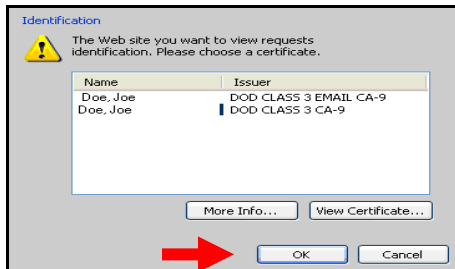 Identification
The Web site you want to view requests
identification. Please choose a certificate.
Name Issuer
Doe, Joe DOD CLASS 3 EMAIL CA-9
Doe, Joe DOD CLASS 3 CA-9
More Info... View Certificate...
OK Cancel